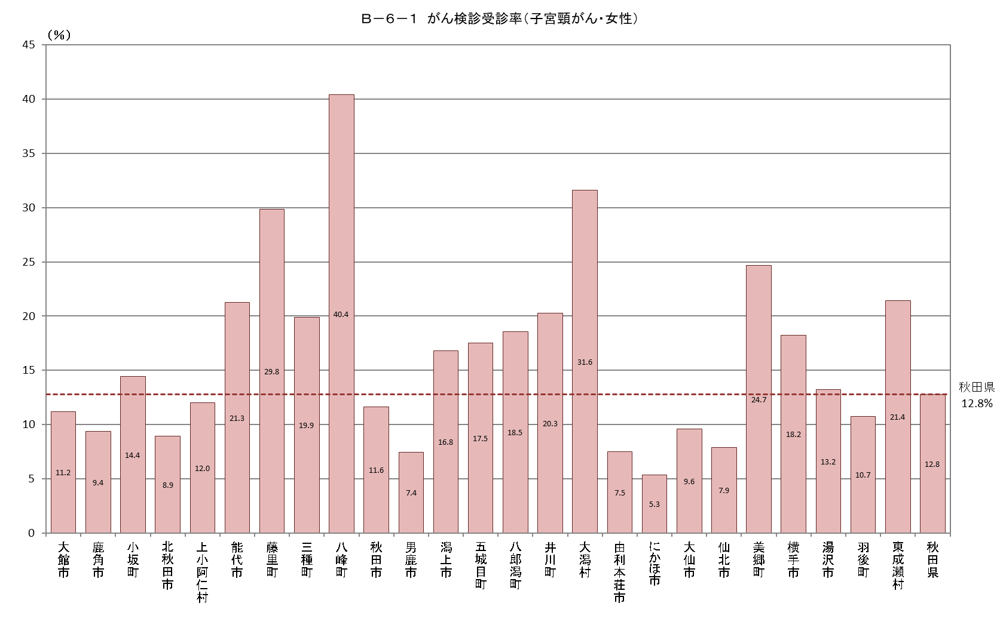 Ｂ－６－１　がん検診受診率（子宮頸がん・女性）
（％）
45
40
35
30
25
20
15
10
5
0
11.2
9.4
14.4
8.9
12.0
21.3
29.8
19.9
40.4
11.6
7.4
16.8
17.5
18.5
20.3
31.6
7.5
5.3
9.6
7.9
24.7
18.2
13.2
10.7
21.4
12.8
秋田県
12.8%
大館市
鹿角市
小坂町
北秋田市
上小阿仁村
能代市
藤里町
三種町
八峰町
秋田市
男鹿市
潟上市
五城目町
八郎潟町
井川町
大潟村
由利本荘市
にかほ市
大仙市
仙北市
美郷町
横手市
湯沢市
羽後町
東成瀬村
秋田県